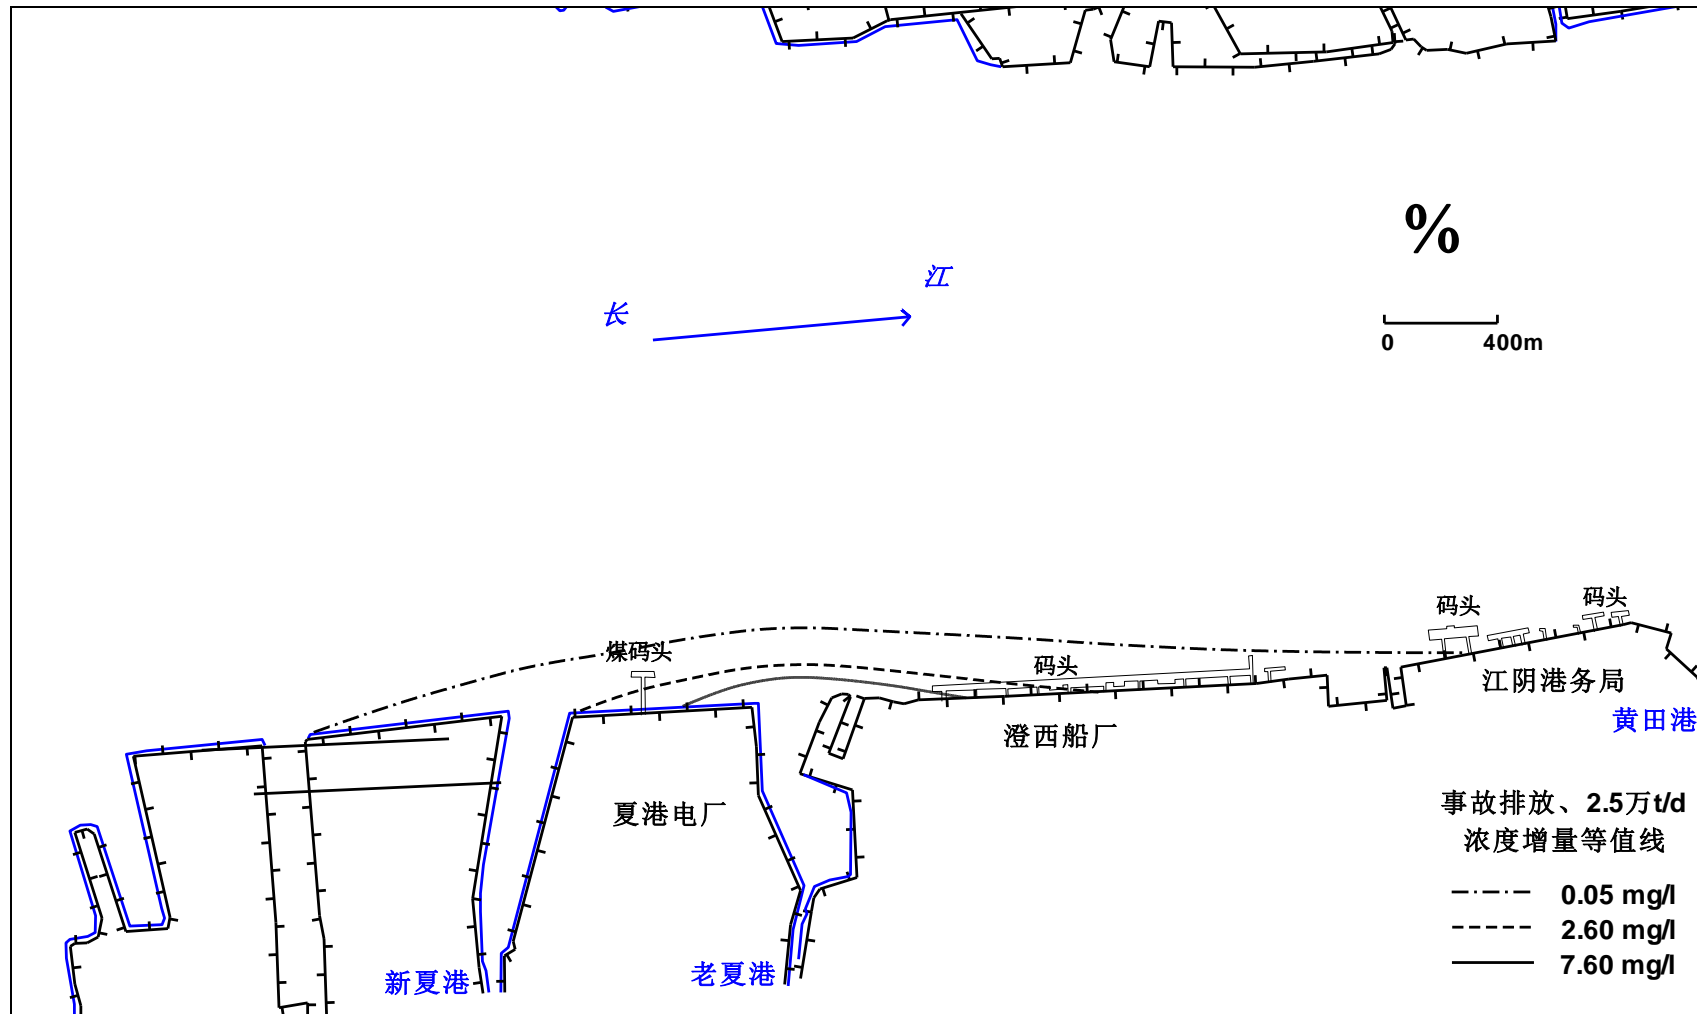 %
江
长
0 400m
码头
码头
煤码头
码头
江阴港务局
黄田港
澄西船厂
夏港电厂
事故排放、2.5万t/d
浓度增量等值线
0.05 mg/l
2.60 mg/l
7.60 mg/l
新夏港
老夏港